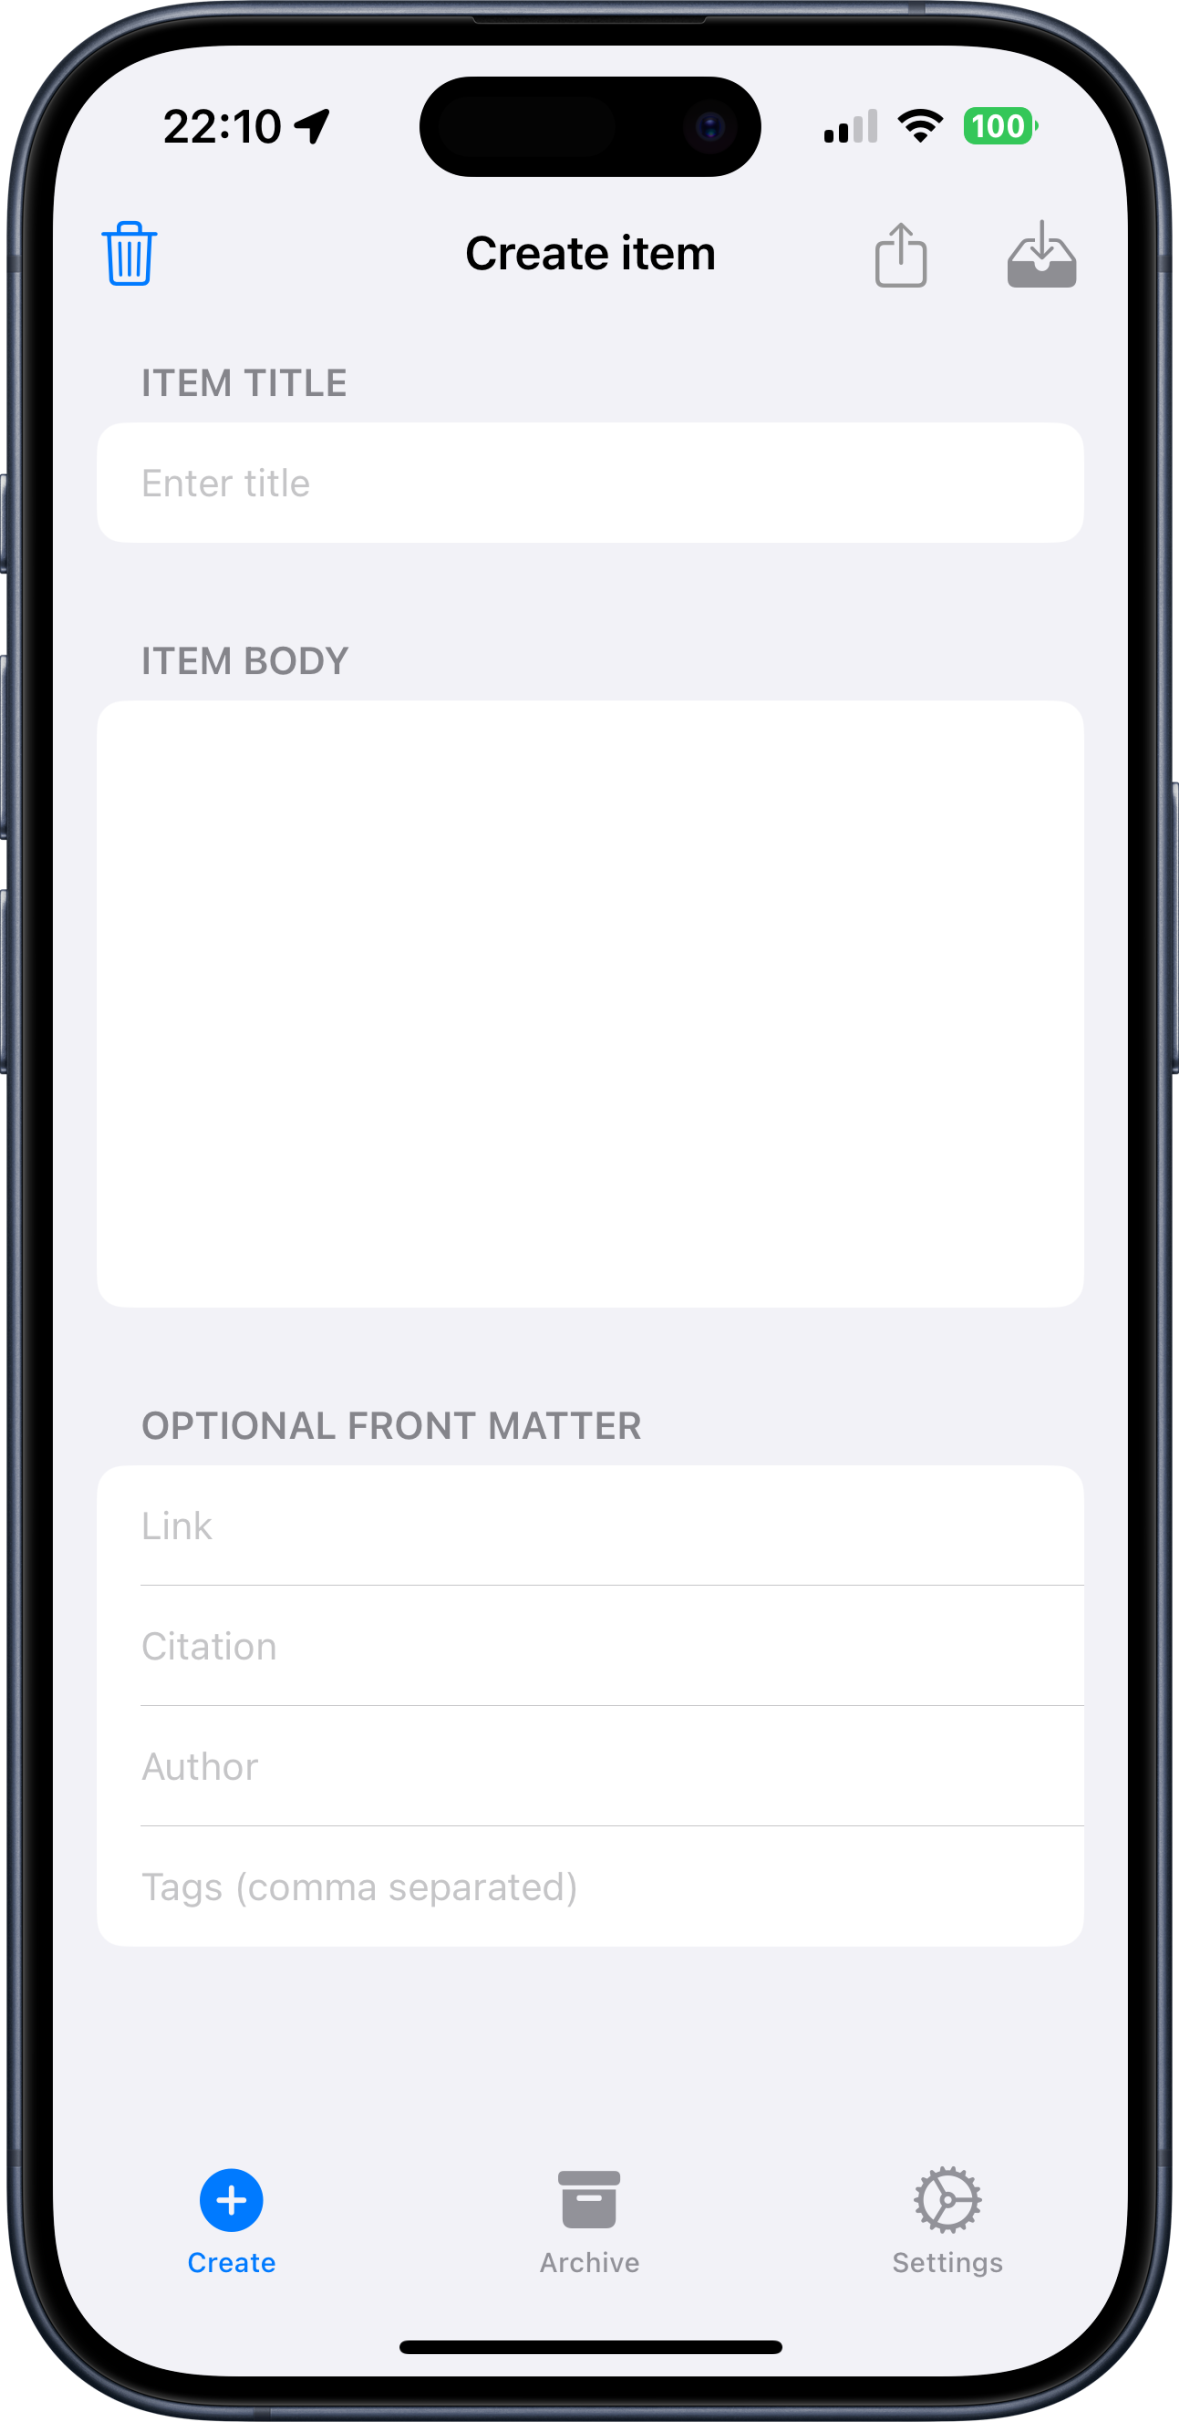 22:10
100
Create item
ITEM TITLE
Enter title
ITEM BODY
OPTIONAL FRONT MATTER
Link
Citation
Author
Tags (comma separated)
Create
Archive
Settings